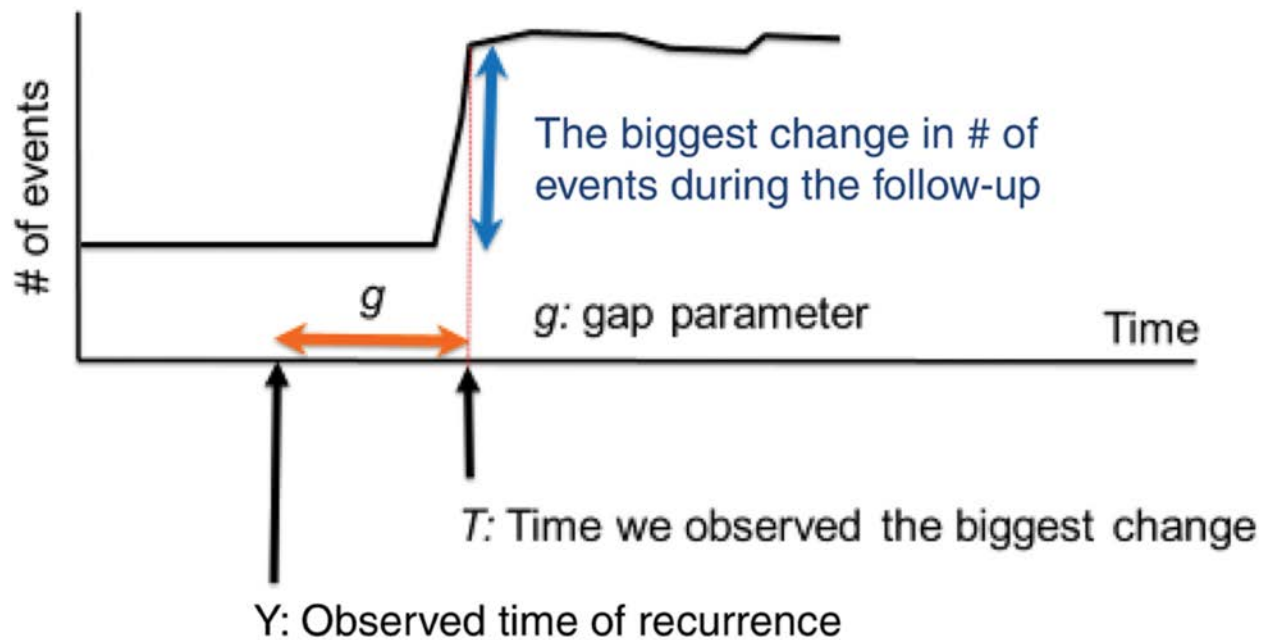 # of events
The biggest change in # of
events during the follow-up
g
g: gap parameter
Time
T: Time we observed the biggest change
Y: Observed time of recurrence